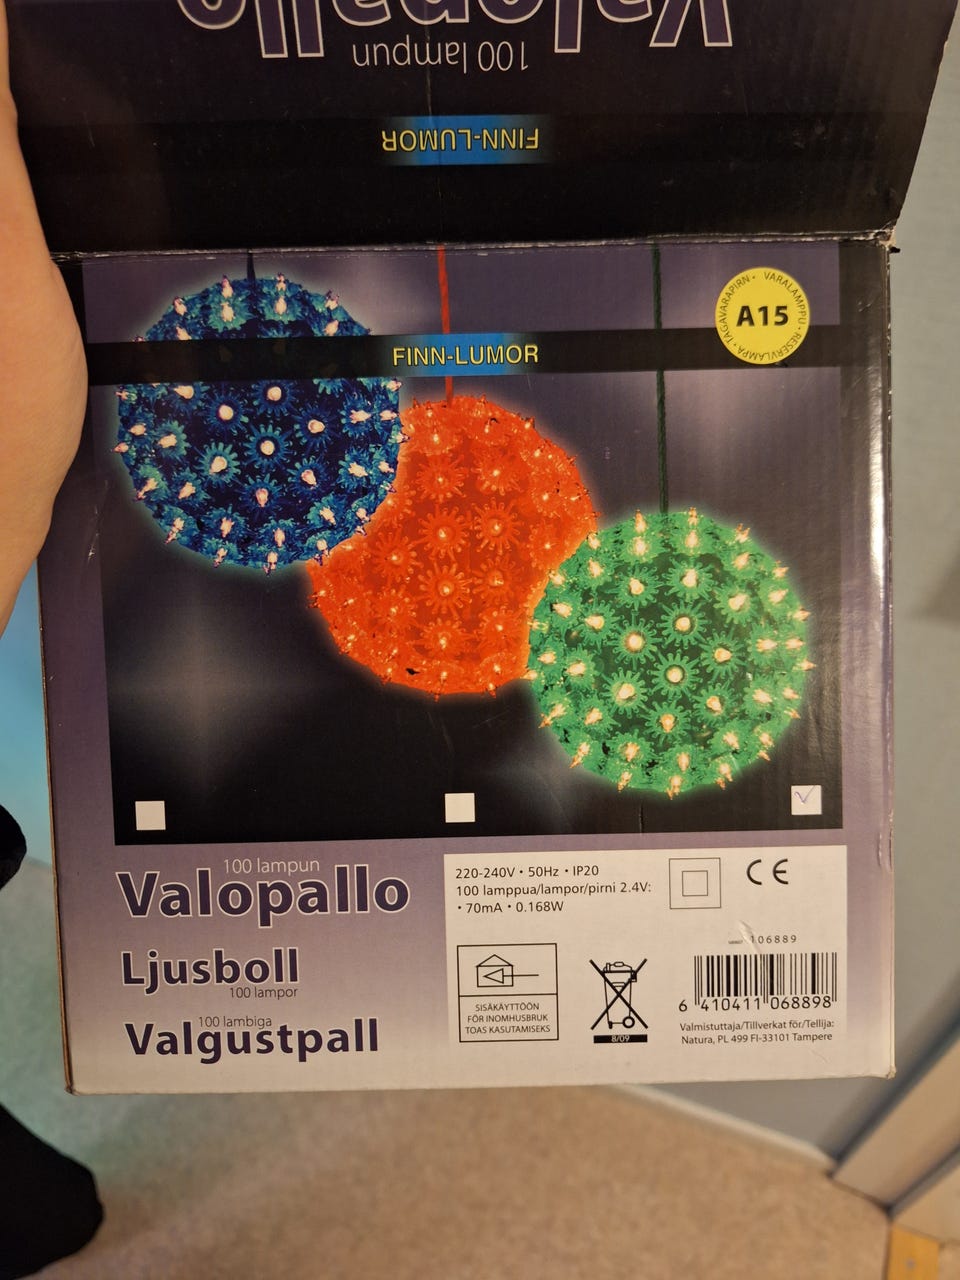 Valopallo
100 lampun
FINN-LUMOR
VARALAMPPU • RESERVLAMPA • TAGAVARAPIRN •
A15
FINN-LUMOR
100 lampun
Valopallo
Ljusboll
100 lampor
100 lambiga
Valgustpall
220-240V • 50Hz • IP20
100 lamppua/lampor/pirni 2.4V:
• 70mA • 0.168W
CE
SISÄKÄYTTÖÖN
FÖR INOMHUSBRUK
TOAS KASUTAMISEKS
8/09
106889
6 410411 068898
Valmistuttaja/Tillverkat för/Tellija:
Natura, PL 499 FI-33101 Tampere